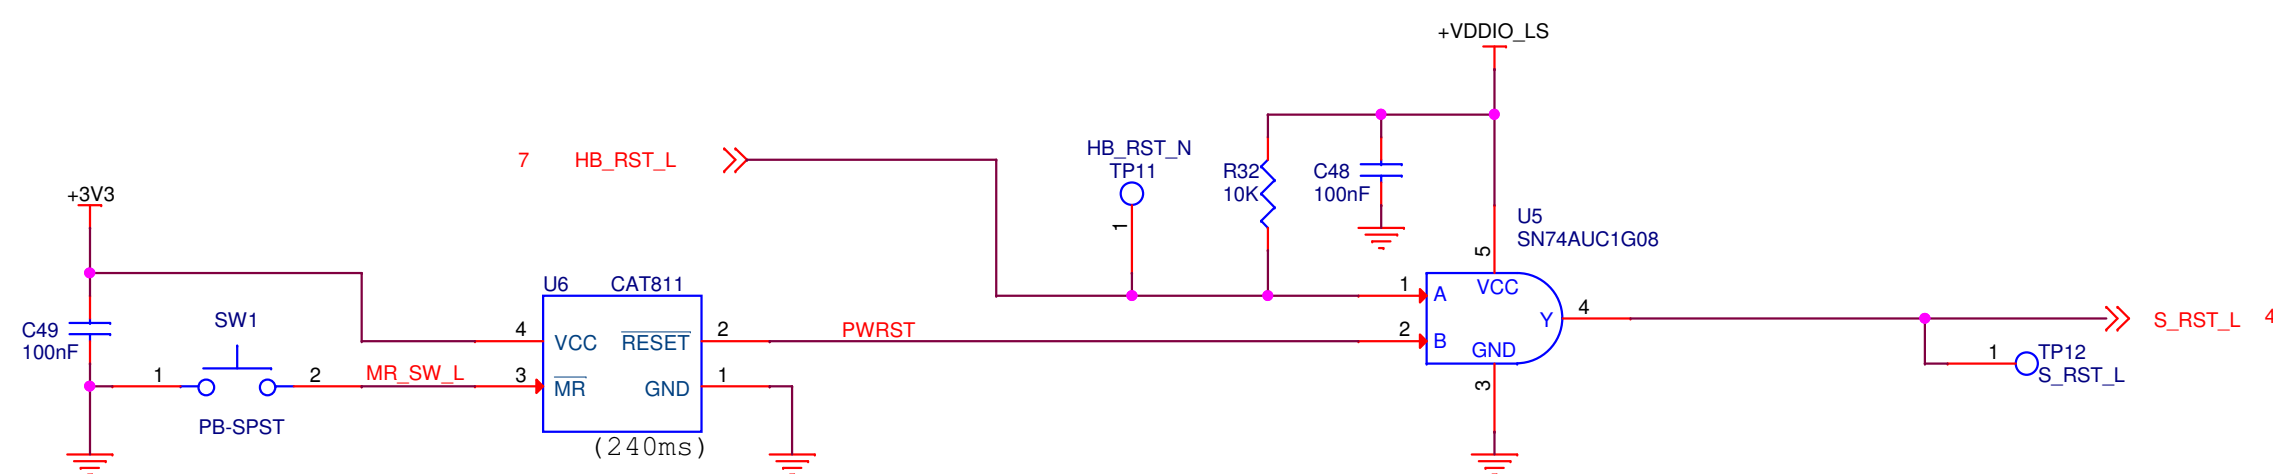 +VDDIO_LS
7 HB_RST_L
HB_RST_N
TP11
1
R32
10K
C48
100nF
+3V3
U5
SN74AUC1G08
5
U6 CAT811
1
A
VCC
4
Y
S_RST_L 4
C49
100nF
SW1
4
VCC
RESET
2
PWRST
2
B
GND
1
TP12
S_RST_L
1
2
MR_SW_L
3
MR
GND
1
3
PB-SPST
(240ms)